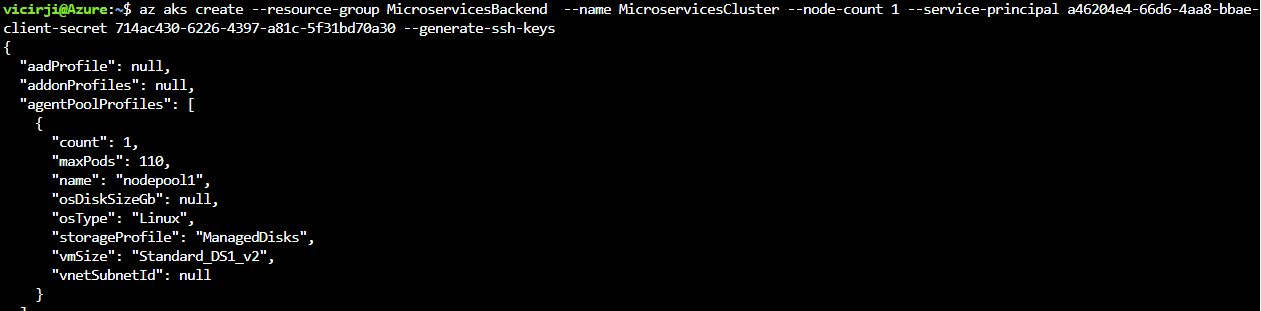 vicirji@Azure:~$ az aks create --resource-group MicroservicesBackend  --name MicroservicesCluster --node-count 1 --service-principal a46204e4-66d6-4aa8-bbae-
client-secret 714ac430-6226-4397-a81c-5f31bd70a30 --generate-ssh-keys
{
  "aadProfile": null,
  "addonProfiles": null,
  "agentPoolProfiles": [
    {
      "count": 1,
      "maxPods": 110,
      "name": "nodepool1",
      "osDiskSizeGb": null,
      "osType": "Linux",
      "storageProfile": "ManagedDisks",
      "vmSize": "Standard_DS1_v2",
      "vnetSubnetId": null
    }